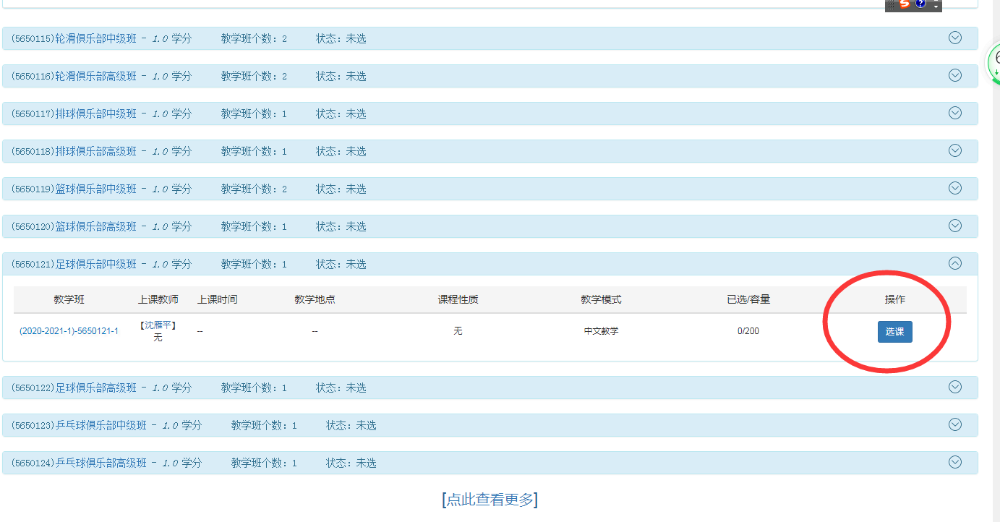 (5650115)轮滑俱乐部中级班 - 1.0 学分 教学班个数：2 状态：未选
(5650116)轮滑俱乐部高级班 - 1.0 学分 教学班个数：2 状态：未选
(5650117)排球俱乐部中级班 - 1.0 学分 教学班个数：1 状态：未选
(5650118)排球俱乐部高级班 - 1.0 学分 教学班个数：1 状态：未选
(5650119)篮球俱乐部中级班 - 1.0 学分 教学班个数：2 状态：未选
(5650120)篮球俱乐部高级班 - 1.0 学分 教学班个数：1 状态：未选
(5650121)足球俱乐部中级班 - 1.0 学分 教学班个数：1 状态：未选
教学班 上课教师 上课时间 教学地点 课程性质 教学模式 已选/容量 操作
(2020-2021-1)-5650121-1 【沈雁平】 -- -- 无 中文教学 0/200 选课
无
(5650122)足球俱乐部高级班 - 1.0 学分 教学班个数：1 状态：未选
(5650123)乒乓球俱乐部中级班 - 1.0 学分 教学班个数：1 状态：未选
(5650124)乒乓球俱乐部高级班 - 1.0 学分 教学班个数：1 状态：未选
[点此查看更多]